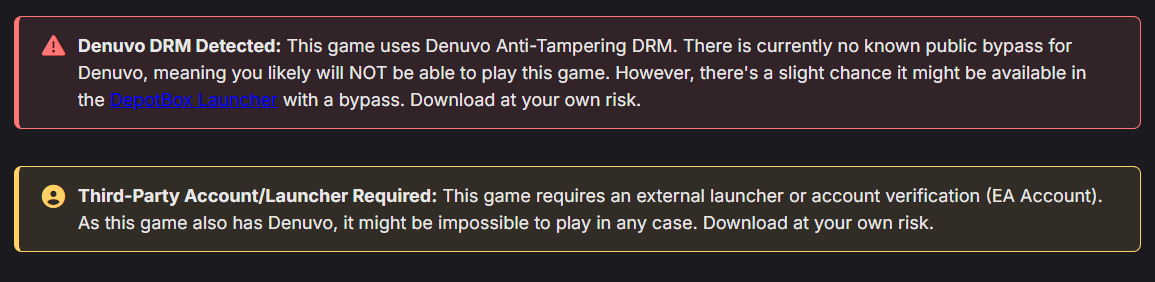 Denuvo DRM Detected: This game uses Denuvo Anti-Tampering DRM. There is currently no known public bypass for
Denuvo, meaning you likely will NOT be able to play this game. However, there's a slight chance it might be available in
the DepotBox Launcher with a bypass. Download at your own risk.
Third-Party Account/Launcher Required: This game requires an external launcher or account verification (EA Account).
As this game also has Denuvo, it might be impossible to play in any case. Download at your own risk.